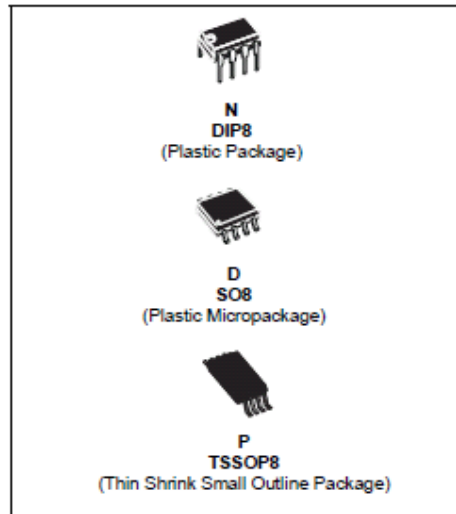 N
DIP8
(Plastic Package)
D
SO8
(Plastic Micropackage)
P
TSSOP8
(Thin Shrink Small Outline Package)